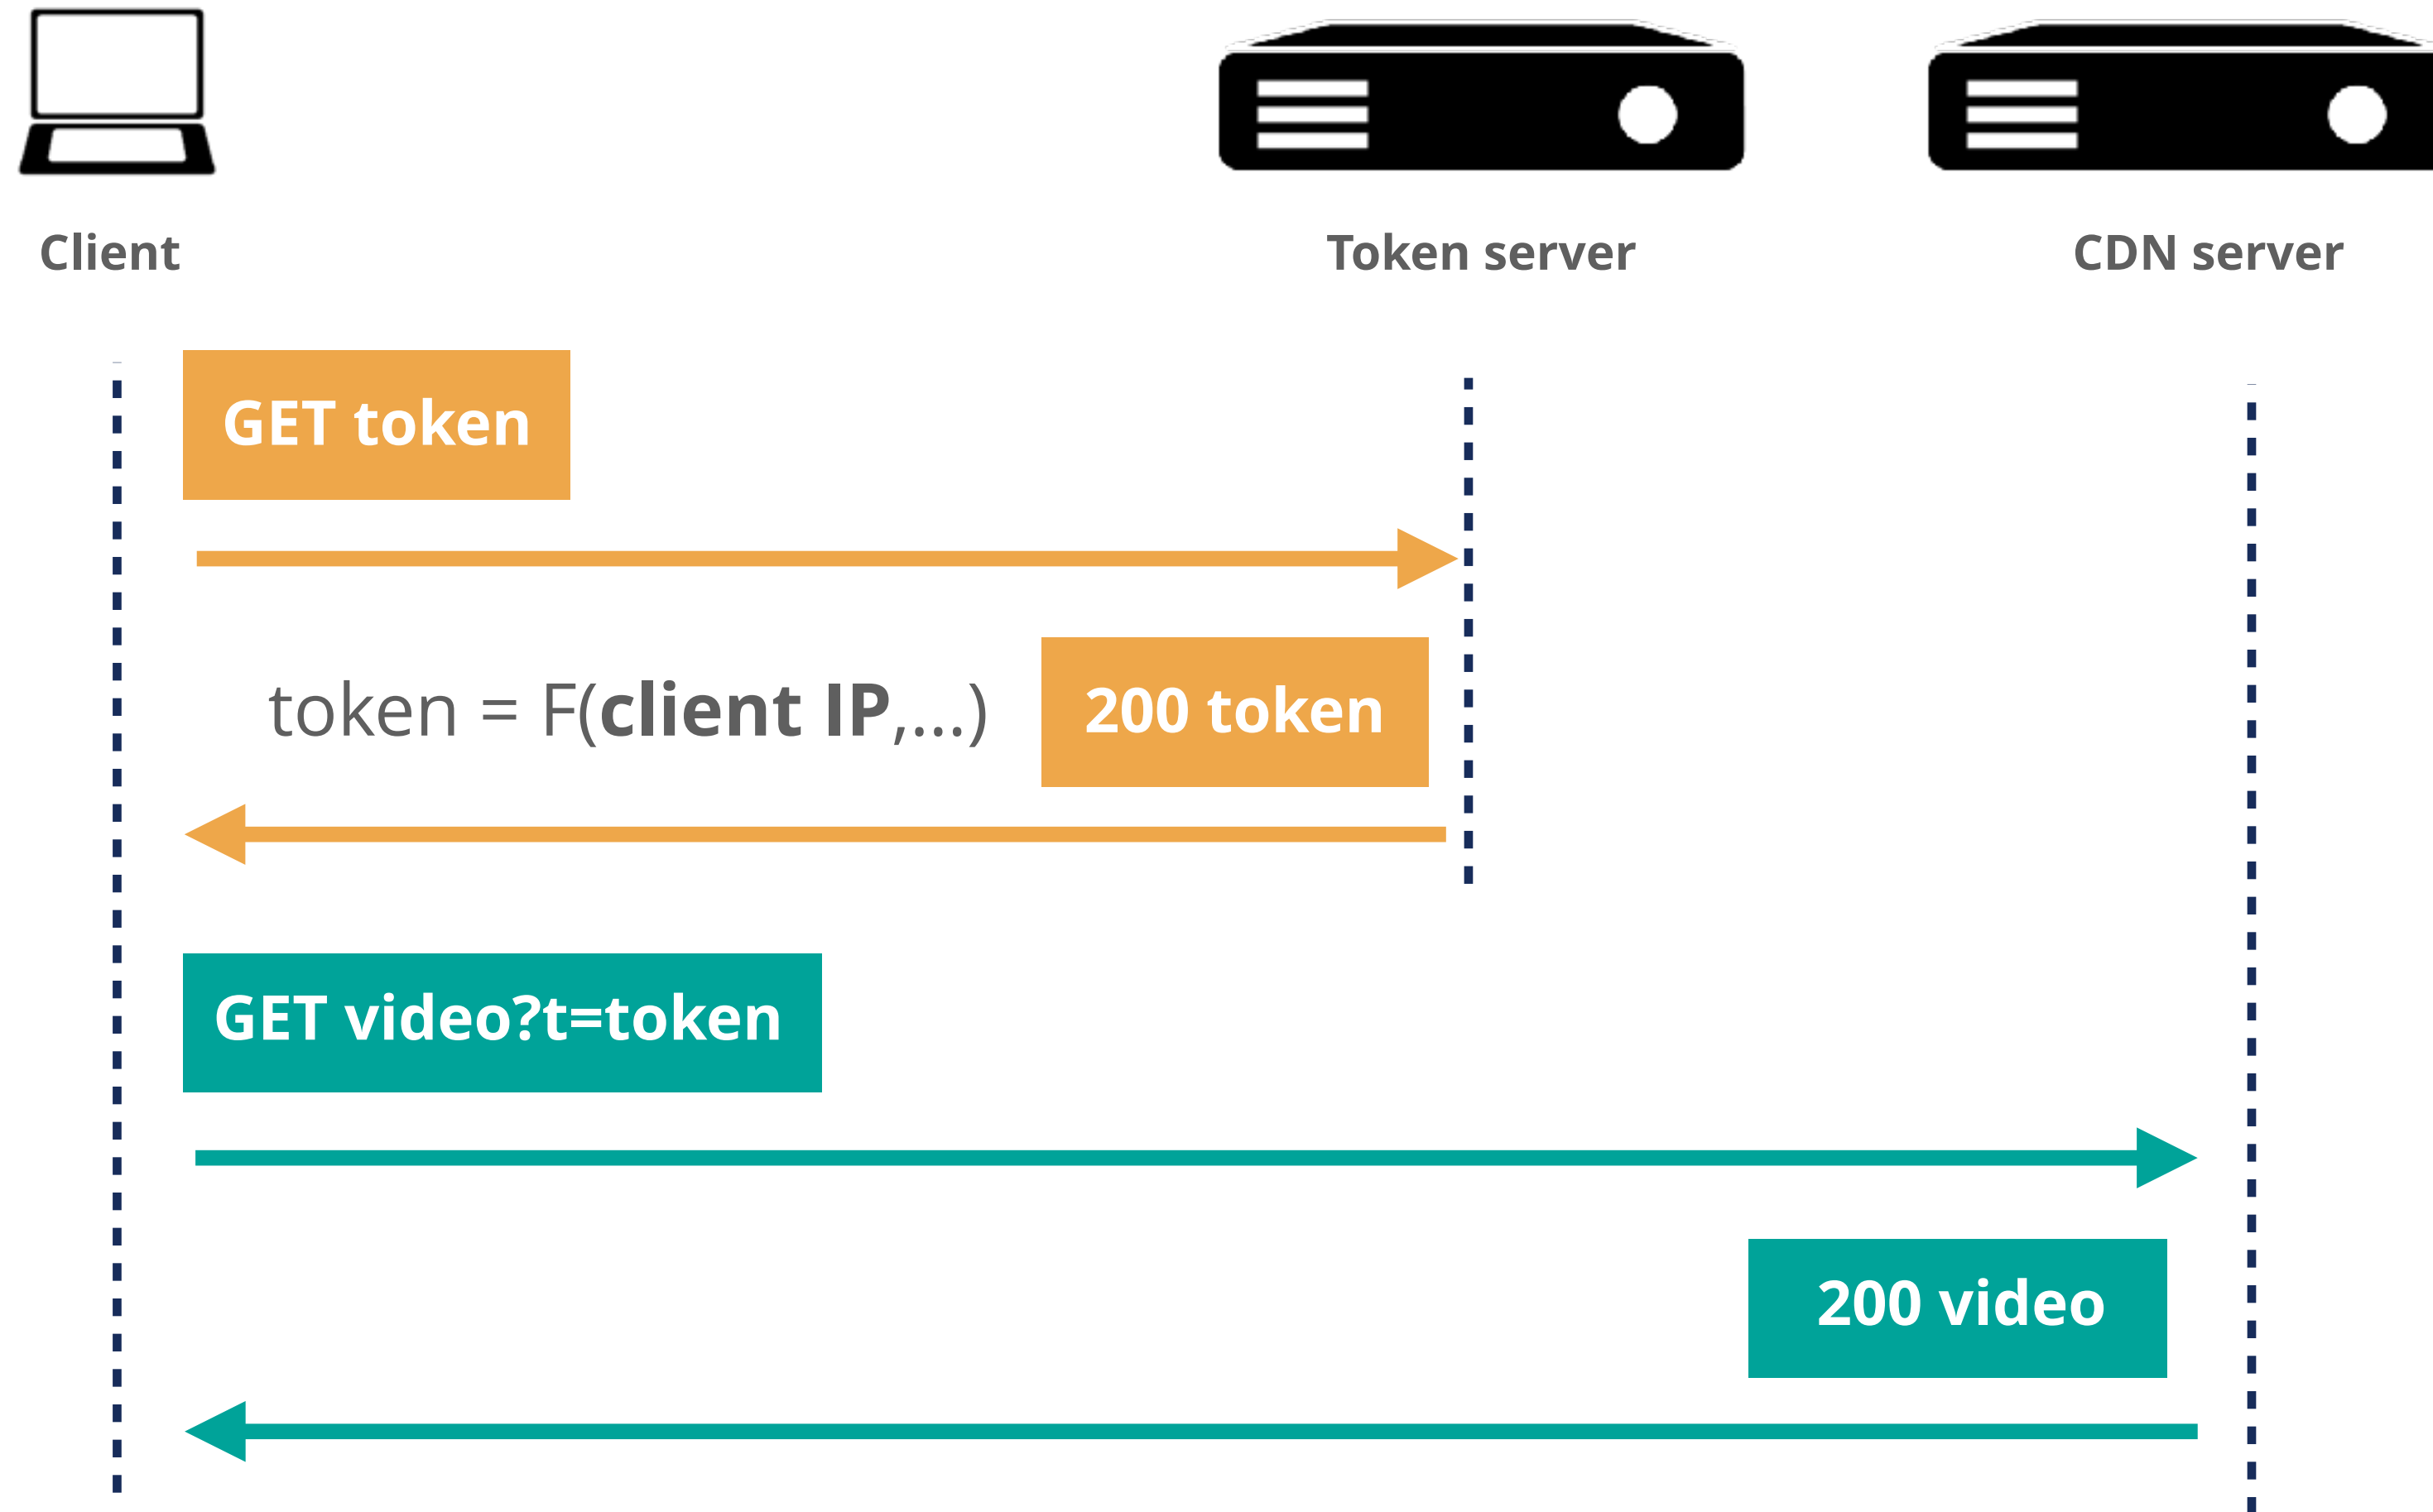 Client
Token server
CDN server
GET token
token = F(client IP,...)
200 token
GET video?t=token
200 video